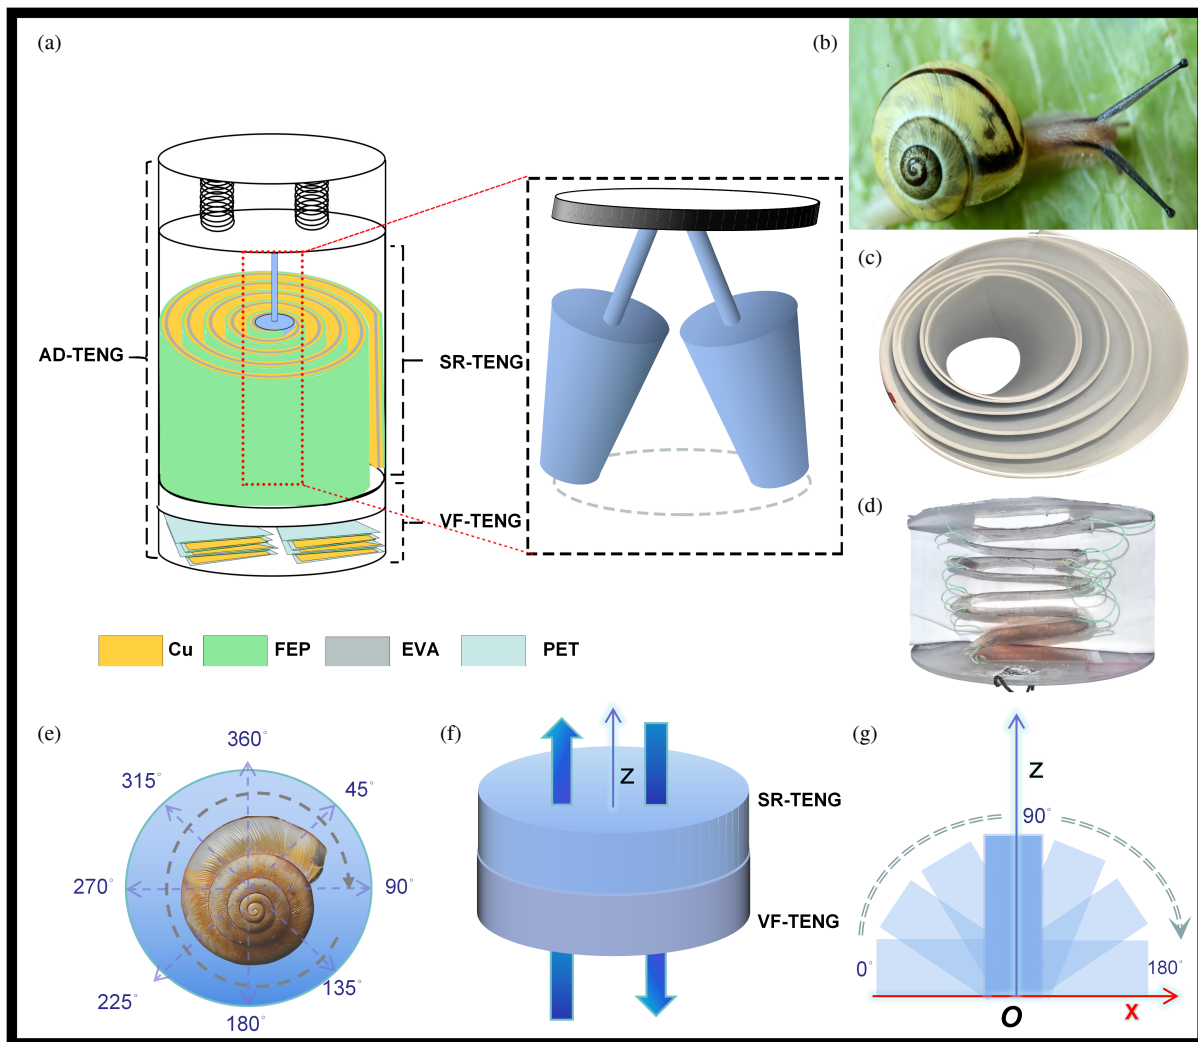 (a)
(b)
(c)
AD-TENG
SR-TENG
VF-TENG
(d)
Cu
FEP
EVA
PET
(e)
360°
315°
45°
270°
90°
225°
135°
180°
(f)
Z
SR-TENG
VF-TENG
(g)
Z
90°
0°
180°
X
O